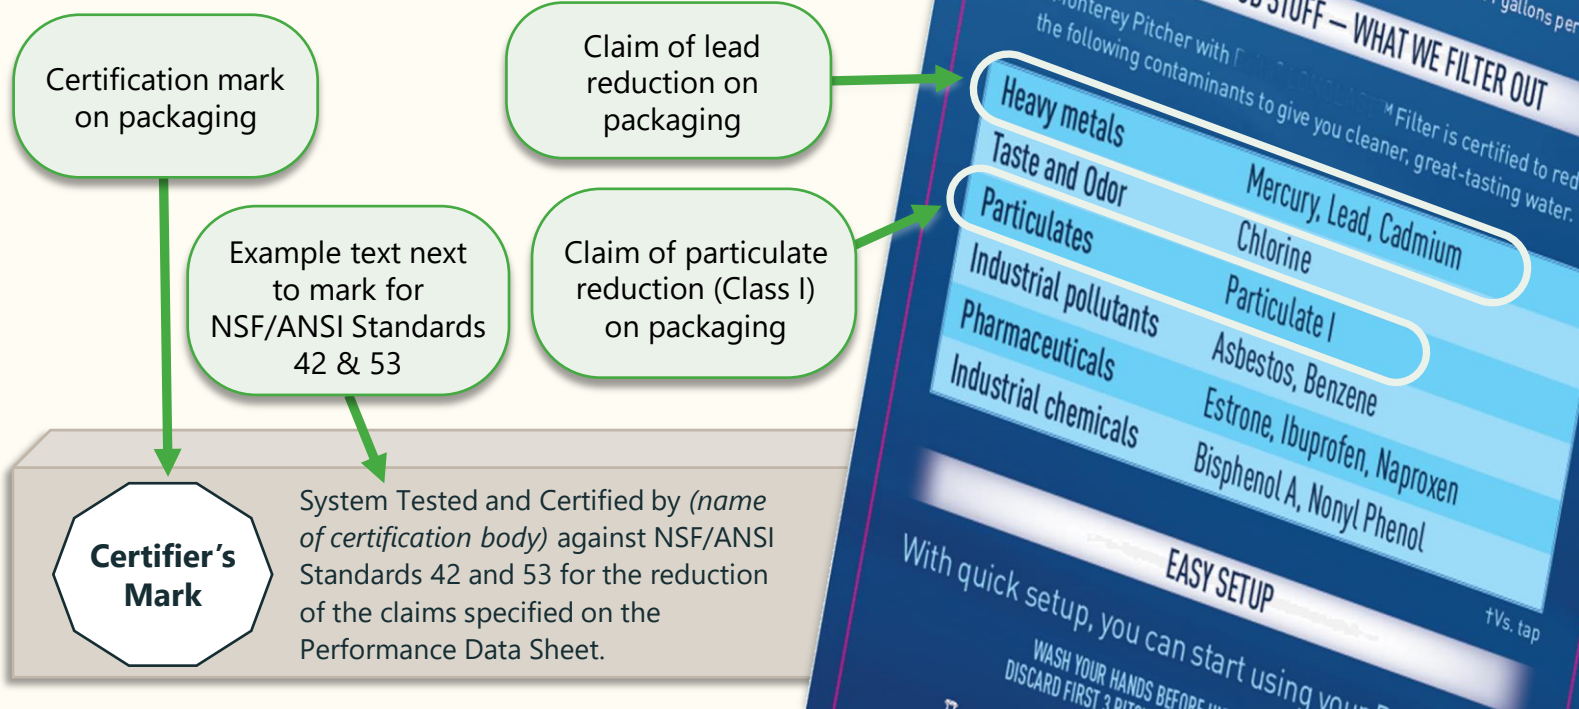 Certification mark
on packaging
Claim of lead
reduction on
packaging
Example text next
to mark for
NSF/ANSI Standards
42 & 53
Claim of particulate
reduction (Class I)
on packaging
Certifier's
Mark
System Tested and Certified by (name
of certification body) against NSF/ANSI
Standards 42 and 53 for the reduction
of the claims specified on the
Performance Data Sheet.
gallons per
STUFF — WHAT WE FILTER OUT
Monterey Pitcher with Filter is certified to
the following contaminants to give you cleaner, great-tasting water.
Heavy metals Mercury, Lead, Cadmium
Taste and Odor Chlorine
Particulates Particulate I
Industrial pollutants Asbestos, Benzene
Pharmaceuticals Estrone, Ibuprofen, Naproxen
Industrial chemicals Bisphenol A, Nonyl Phenol
†Vs. tap
EASY SETUP
With quick setup, you can start using your
WASH YOUR HANDS BEFORE
DISCARD FIRST 3